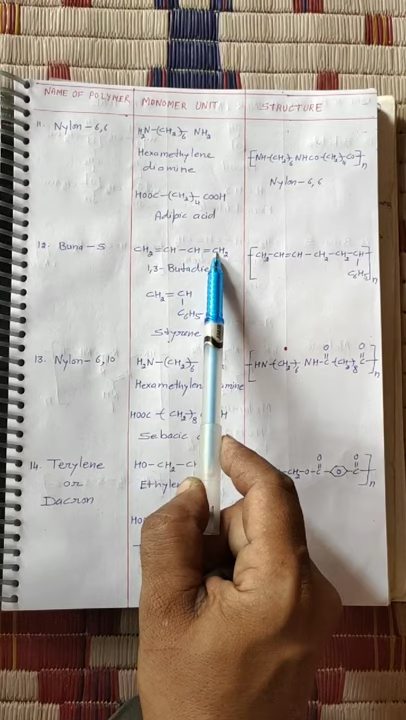 NAME OF POLYMER MONOMER UNIT STRUCTURE
11. Nylon-6,6
H₂N-(CH₂)₆ NH₂
Hexamethylene
diamine
HOOC-(CH₂)₄ COOH
Adipic acid
[NH-(CH₂)₆ NHCO-(CH₂)₄ CO]n
Nylon-6,6
12. Buna-S
CH₂=CH-CH=CH₂
1,3-Butadie
CH₂=CH
C₆H₅
Styrene
[CH₂-CH=CH-CH₂-CH₂-CH]n
C₆H₅
13. Nylon-6,10
H₂N-(CH₂)₆
Hexamethylen mine
HOOC-(CH₂)₈
Sebacic
O O
[HN-(CH₂)₆ NH-C-(CH₂)₈ C]n
14. Terylene
or
Dacron
HO-CH₂-CH
Ethylen
HO
O O
CH₂-O-C C]n